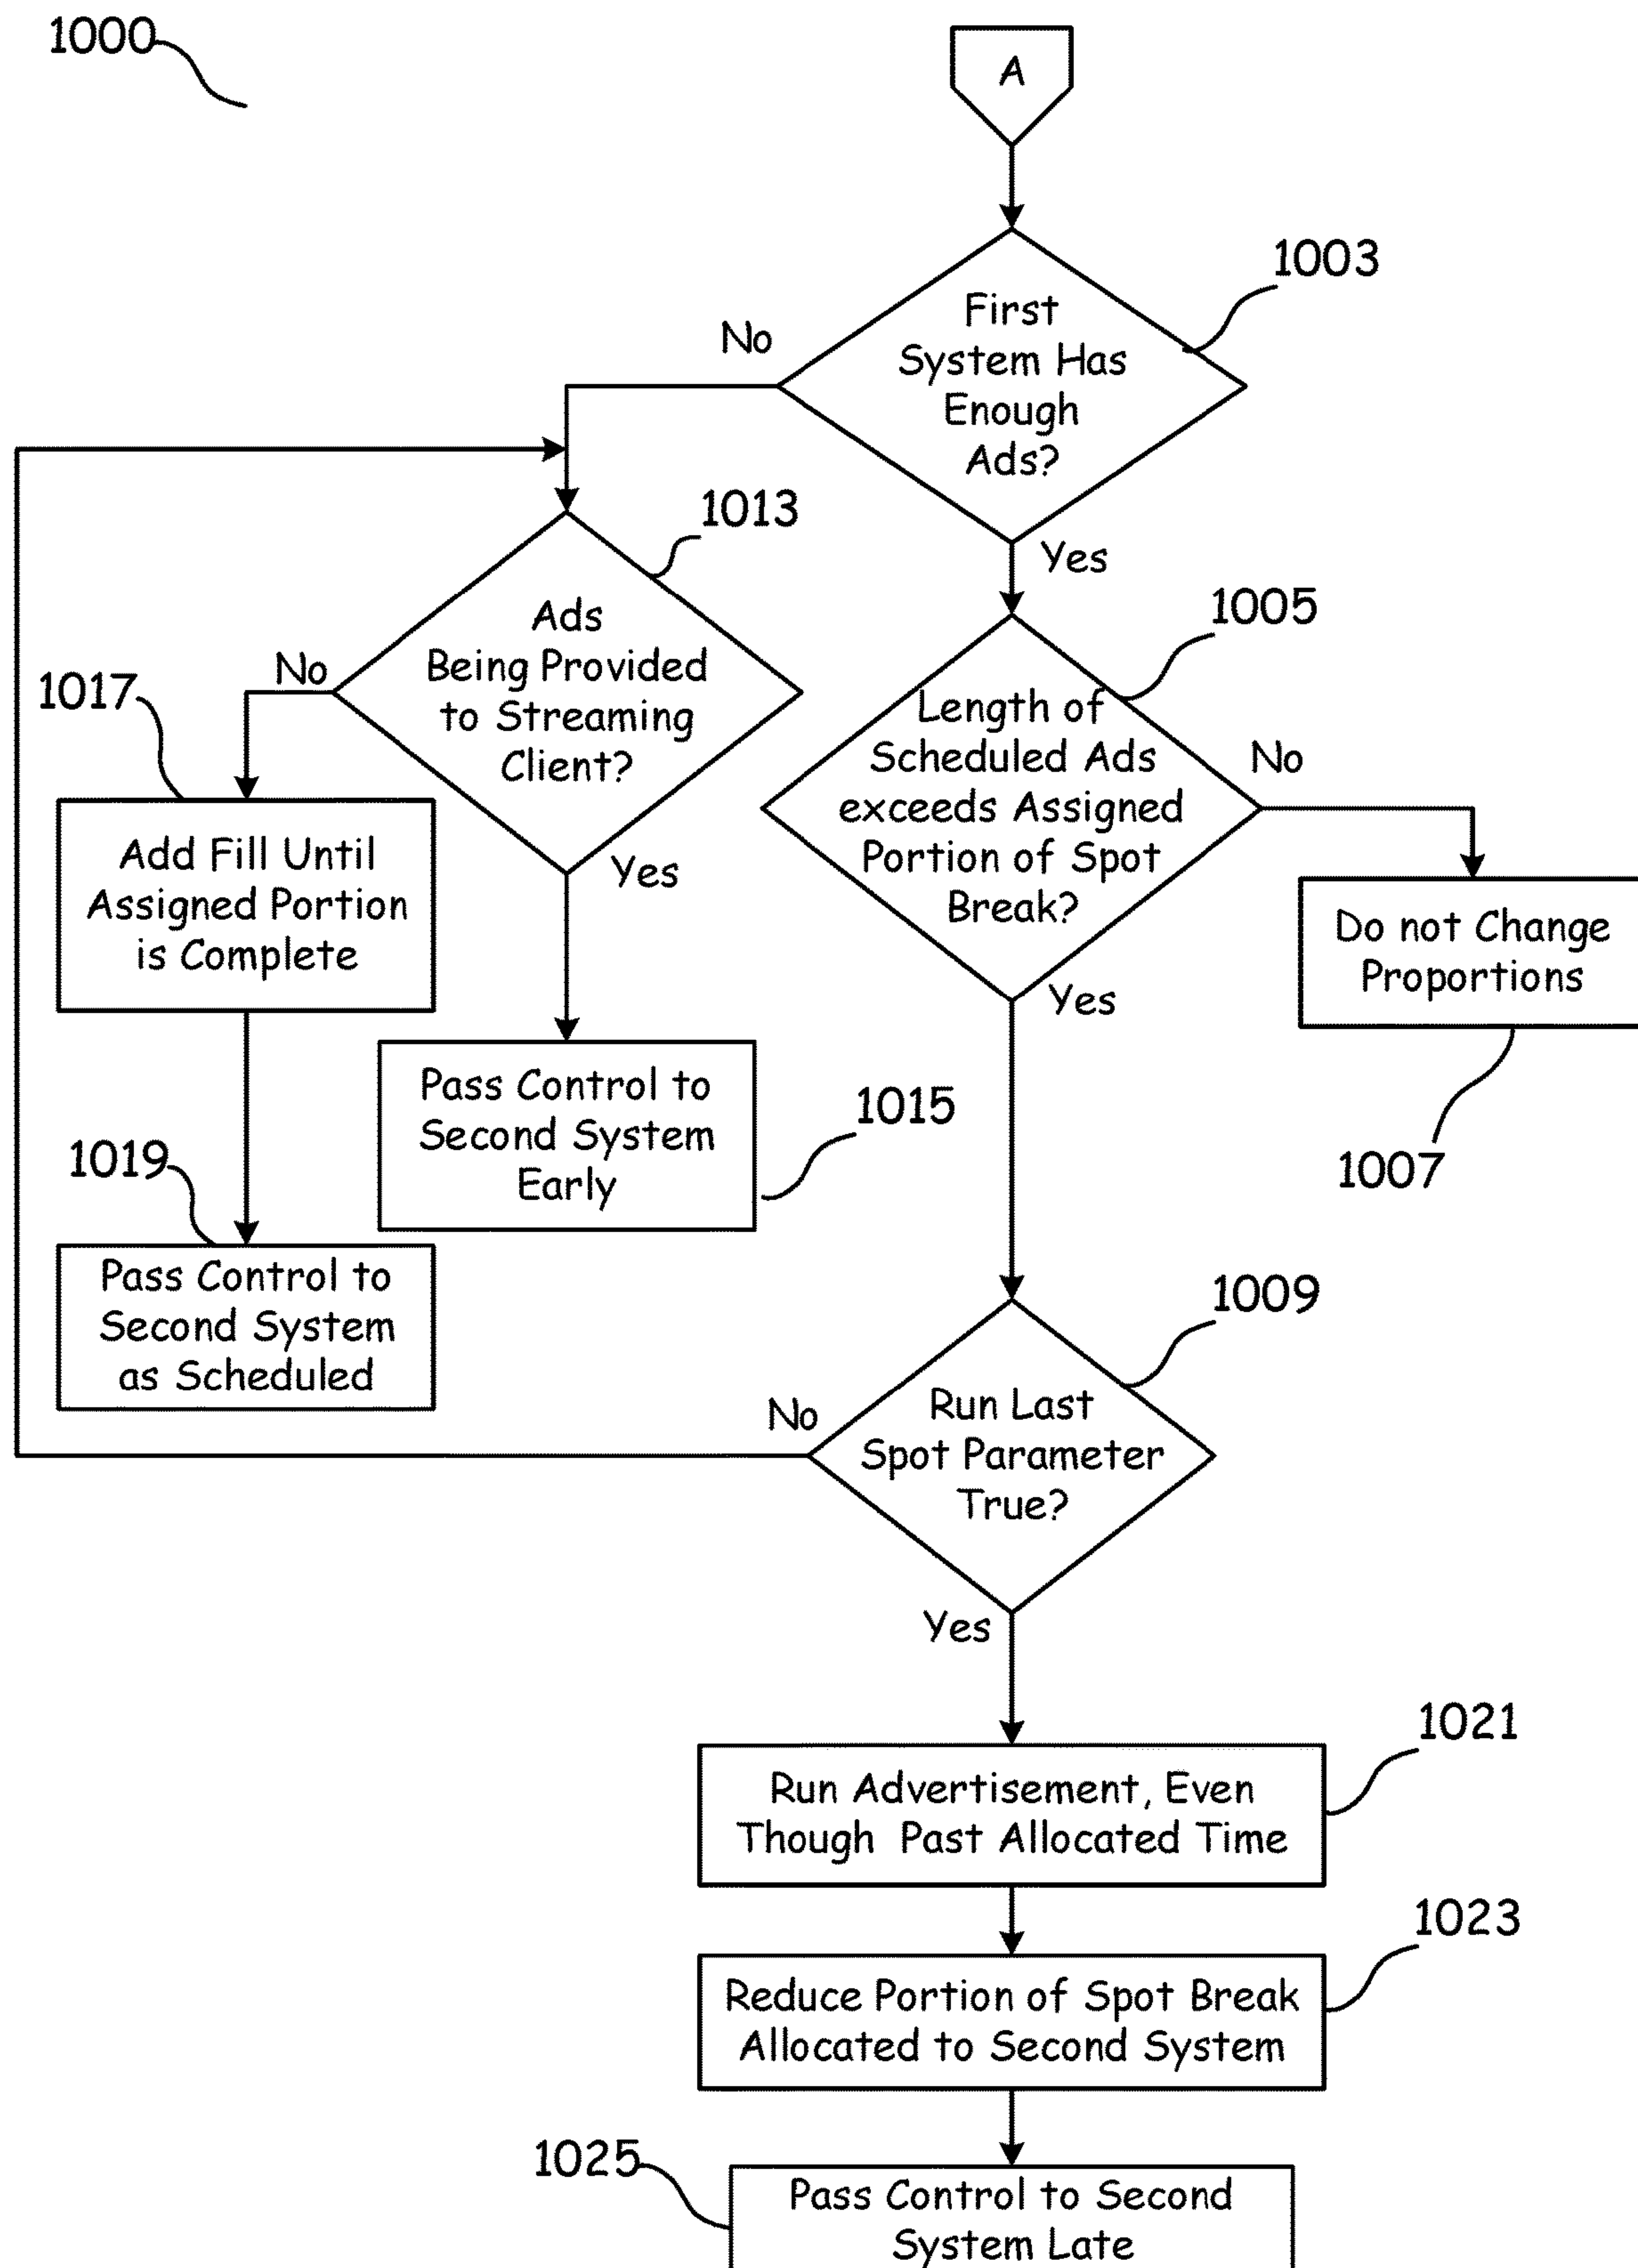 1000
A
1003
First
System Has
Enough
Ads?
No
Yes
1013
Ads
Being Provided
to Streaming
Client?
No
Yes
1005
Length of
Scheduled Ads
exceeds Assigned
Portion of Spot
Break?
No
Yes
1017
Add Fill Until
Assigned Portion
is Complete
Do not Change
Proportions
1007
Pass Control to
Second System
Early
1015
1019
Pass Control to
Second System
as Scheduled
1009
Run Last
Spot Parameter
True?
No
Yes
1021
Run Advertisement, Even
Though Past Allocated Time
1023
Reduce Portion of Spot Break
Allocated to Second System
1025
Pass Control to Second
System Late